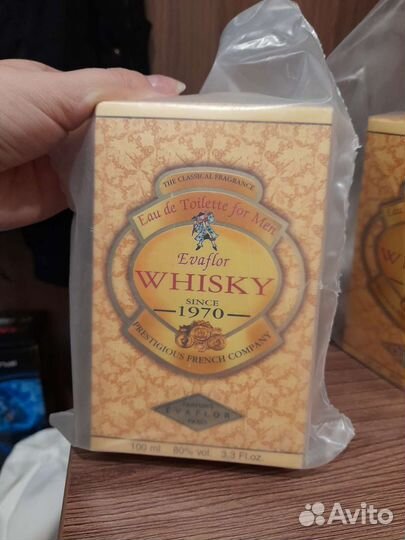 THE CLASSICAL FRAGRANCE
Eau de Toilette for Men
Evaflor
WHISKY
SINCE
1970
PRESTIGIOUS FRENCH COMPANY
PARFUMS
EVAFLOR
PARIS
100 ml 80% vol. 3.3 Fl.oz.
Avito